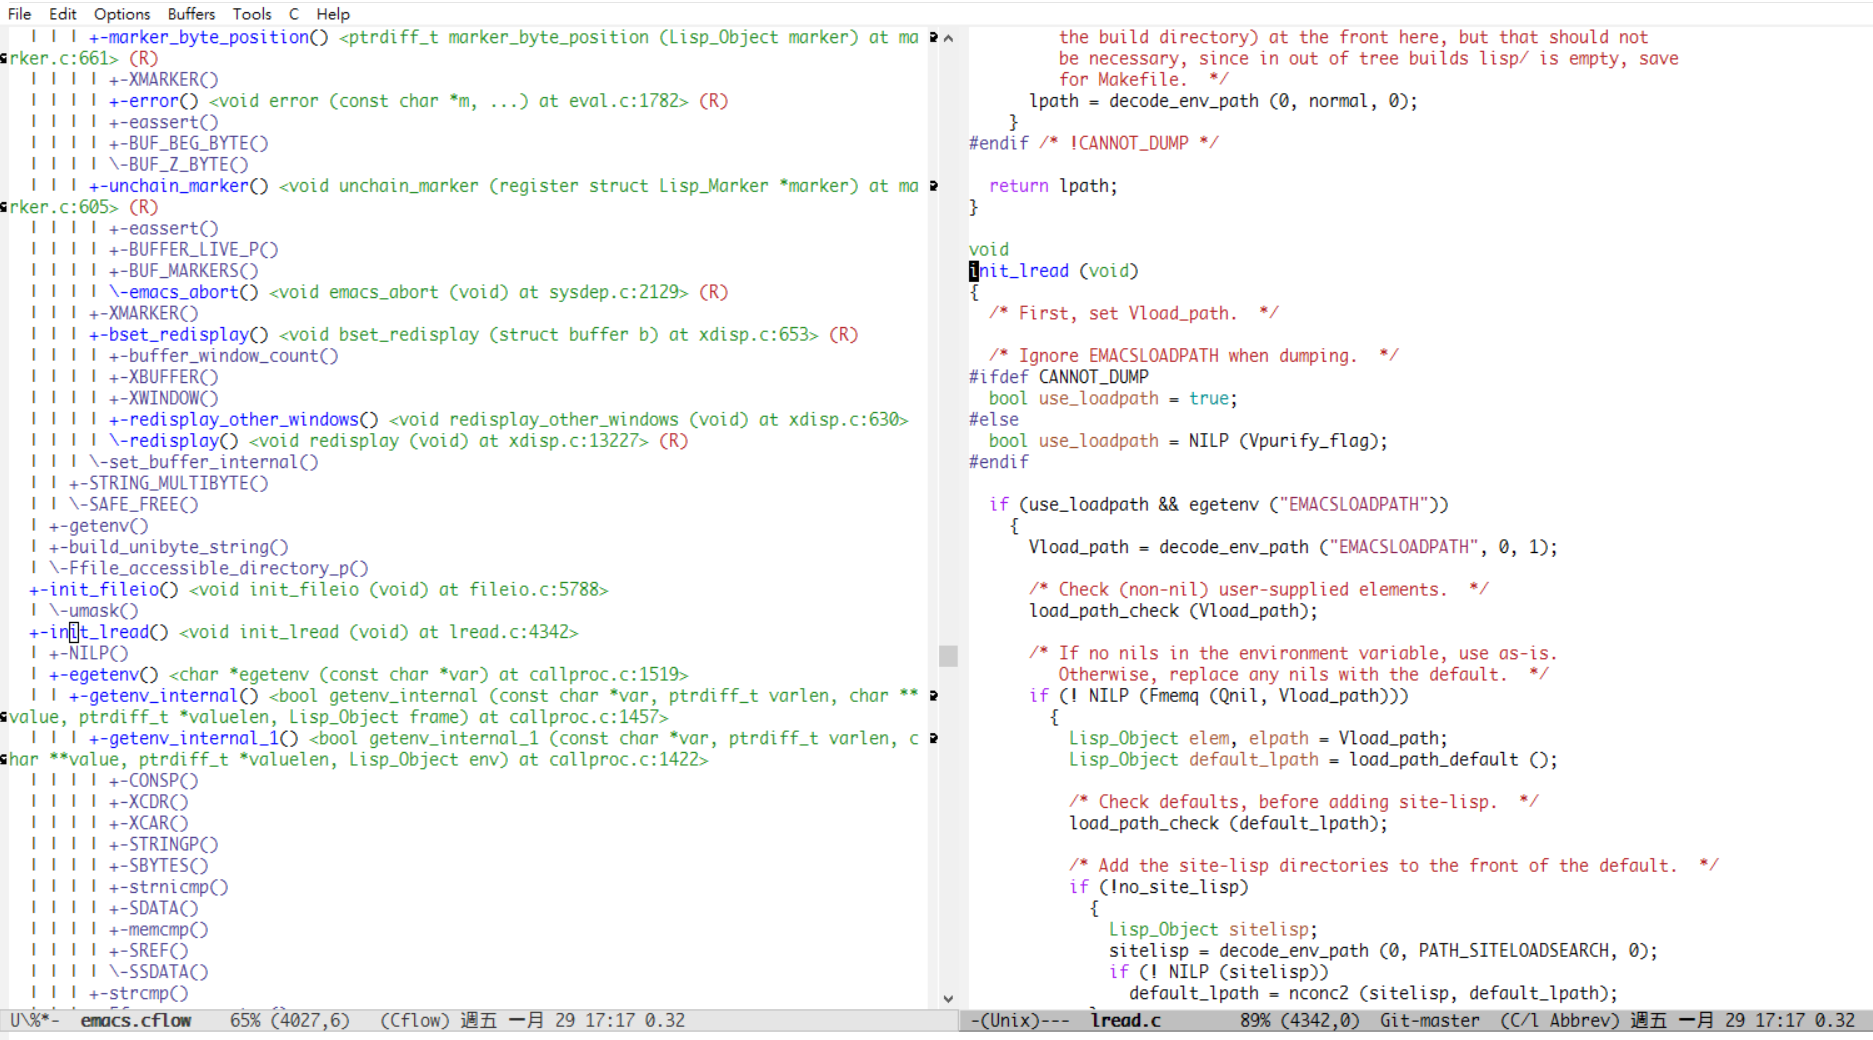 File Edit Options Buffers Tools C Help
| | | +-marker_byte_position() <ptrdiff_t marker_byte_position (Lisp_Object marker) at ma
rker.c:661> (R)
| | | | +-XMARKER()
| | | | +-error() <void error (const char *m, ...) at eval.c:1782> (R)
| | | | +-eassert()
| | | | +-BUF_BEG_BYTE()
| | | | \-BUF_Z_BYTE()
| | | +-unchain_marker() <void unchain_marker (register struct Lisp_Marker *marker) at ma
rker.c:605> (R)
| | | | +-eassert()
| | | | +-BUFFER_LIVE_P()
| | | | +-BUF_MARKERS()
| | | | \-emacs_abort() <void emacs_abort (void) at sysdep.c:2129> (R)
| | | +-XMARKER()
| | | +-bset_redisplay() <void bset_redisplay (struct buffer b) at xdisp.c:653> (R)
| | | | +-buffer_window_count()
| | | | +-XBUFFER()
| | | | +-XWINDOW()
| | | | +-redisplay_other_windows() <void redisplay_other_windows (void) at xdisp.c:630>
| | | | \-redisplay() <void redisplay (void) at xdisp.c:13227> (R)
| | | \-set_buffer_internal()
| | +-STRING_MULTIBYTE()
| | \-SAFE_FREE()
| +-getenv()
| +-build_unibyte_string()
| \-Ffile_accessible_directory_p()
+-init_fileio() <void init_fileio (void) at fileio.c:5788>
| \-umask()
+-init_lread() <void init_lread (void) at lread.c:4342>
| +-NILP()
| +-egetenv() <char *egetenv (const char *var) at callproc.c:1519>
| | +-getenv_internal() <bool getenv_internal (const char *var, ptrdiff_t varlen, char **
value, ptrdiff_t *valuelen, Lisp_Object frame) at callproc.c:1457>
| | | +-getenv_internal_1() <bool getenv_internal_1 (const char *var, ptrdiff_t varlen, c
har **value, ptrdiff_t *valuelen, Lisp_Object env) at callproc.c:1422>
| | | | +-CONSP()
| | | | +-XCDR()
| | | | +-XCAR()
| | | | +-STRINGP()
| | | | +-SBYTES()
| | | | +-strnicmp()
| | | | +-SDATA()
| | | | +-memcmp()
| | | | +-SREF()
| | | | \-SSDATA()
| | | +-strcmp()
U\%*- emacs.cflow 65% (4027,6) (Cflow) 週五 一月 29 17:17 0.32
the build directory) at the front here, but that should not
be necessary, since in out of tree builds lisp/ is empty, save
for Makefile. */
lpath = decode_env_path (0, normal, 0);
}
#endif /* !CANNOT_DUMP */
return lpath;
}
void
init_lread (void)
{
/* First, set Vload_path. */
/* Ignore EMACSLOADPATH when dumping. */
#ifdef CANNOT_DUMP
bool use_loadpath = true;
#else
bool use_loadpath = NILP (Vpurify_flag);
#endif
if (use_loadpath && egetenv ("EMACSLOADPATH"))
{
Vload_path = decode_env_path ("EMACSLOADPATH", 0, 1);
/* Check (non-nil) user-supplied elements. */
load_path_check (Vload_path);
/* If no nils in the environment variable, use as-is.
Otherwise, replace any nils with the default. */
if (! NILP (Fmemq (Qnil, Vload_path)))
{
Lisp_Object elem, elpath = Vload_path;
Lisp_Object default_lpath = load_path_default ();
/* Check defaults, before adding site-lisp. */
load_path_check (default_lpath);
/* Add the site-lisp directories to the front of the default. */
if (!no_site_lisp)
{
Lisp_Object sitelisp;
sitelisp = decode_env_path (0, PATH_SITELOADSEARCH, 0);
if (! NILP (sitelisp))
default_lpath = nconc2 (sitelisp, default_lpath);
-(Unix)--- lread.c 89% (4342,0) Git-master (C/l Abbrev) 週五 一月 29 17:17 0.32